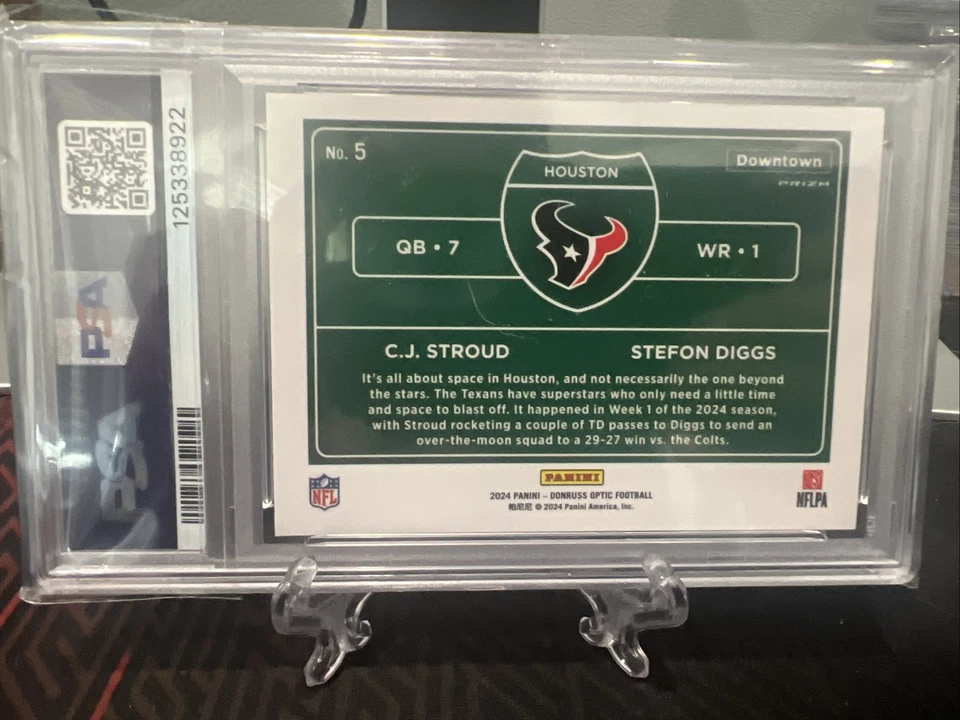 125338922
PSA
PSA
No. 5
HOUSTON
Downtown
PRIZM
QB • 7
WR • 1
C.J. STROUD
STEFON DIGGS
It's all about space in Houston, and not necessarily the one beyond
the stars. The Texans have superstars who only need a little time
and space to blast off. It happened in Week 1 of the 2024 season,
with Stroud rocketing a couple of TD passes to Diggs to send an
over-the-moon squad to a 29-27 win vs. the Colts.
NFL
PANINI
NFLPA
2024 PANINI – DONRUSS OPTIC FOOTBALL
帕尼尼 © 2024 Panini America, Inc.